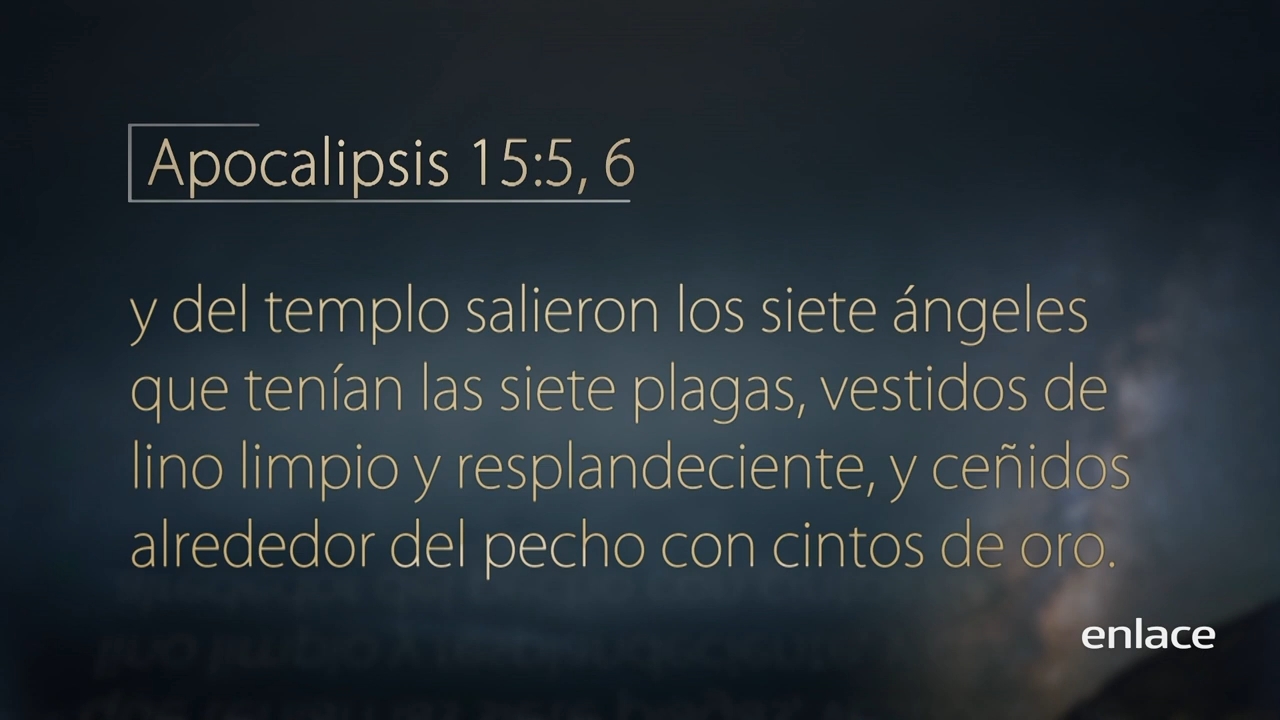 Apocalipsis 15:5, 6
y del templo salieron los siete ángeles
que tenían las siete plagas, vestidos de
lino limpio y resplandeciente, y ceñidos
alrededor del pecho con cintos de oro.
enlace